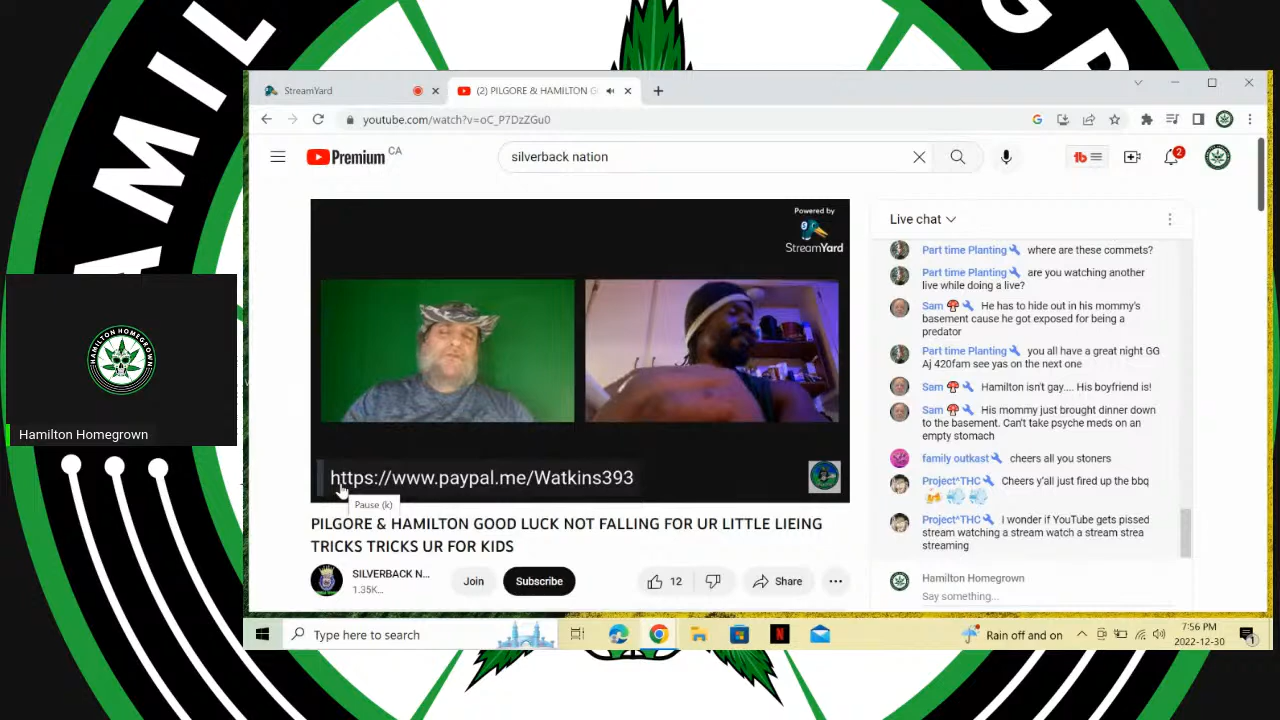 AMIL
GR
StreamYard
(2) PILGORE & HAMILTON G
youtube.com/watch?v=oC_P7DzZGu0
Premium CA
silverback nation
2
Powered by
StreamYard
https://www.paypal.me/Watkins393
Pause (k)
PILGORE & HAMILTON GOOD LUCK NOT FALLING FOR UR LITTLE LIEING
TRICKS TRICKS UR FOR KIDS
SILVERBACK N...
1.35K...
Join
Subscribe
12
Share
Live chat
Part time Planting where are these commets?
Part time Planting are you watching another
live while doing a live?
Sam He has to hide out in his mommy's
basement cause he got exposed for being a
predator
Part time Planting you all have a great night GG
Aj 420fam see yas on the next one
Sam Hamilton isn't gay.... His boyfriend is!
Sam His mommy just brought dinner down
to the basement. Can't take psyche meds on an
empty stomach
family outkast cheers all you stoners
Project^THC Cheers y'all just fired up the bbq
Project^THC I wonder if YouTube gets pissed
stream watching a stream watch a stream strea
streaming
Hamilton Homegrown
Say something...
HAMILTON HOMEGROWN
Hamilton Homegrown
Type here to search
Rain off and on
7:56 PM
2022-12-30
1